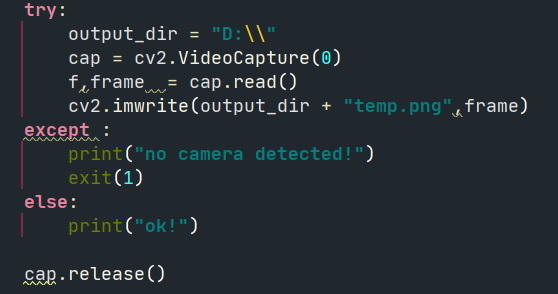 try:
    output_dir = "D:\\"
    cap = cv2.VideoCapture(0)
    f,frame  = cap.read()
    cv2.imwrite(output_dir + "temp.png",frame)
except :
    print("no camera detected!")
    exit(1)
else:
    print("ok!")
cap.release()